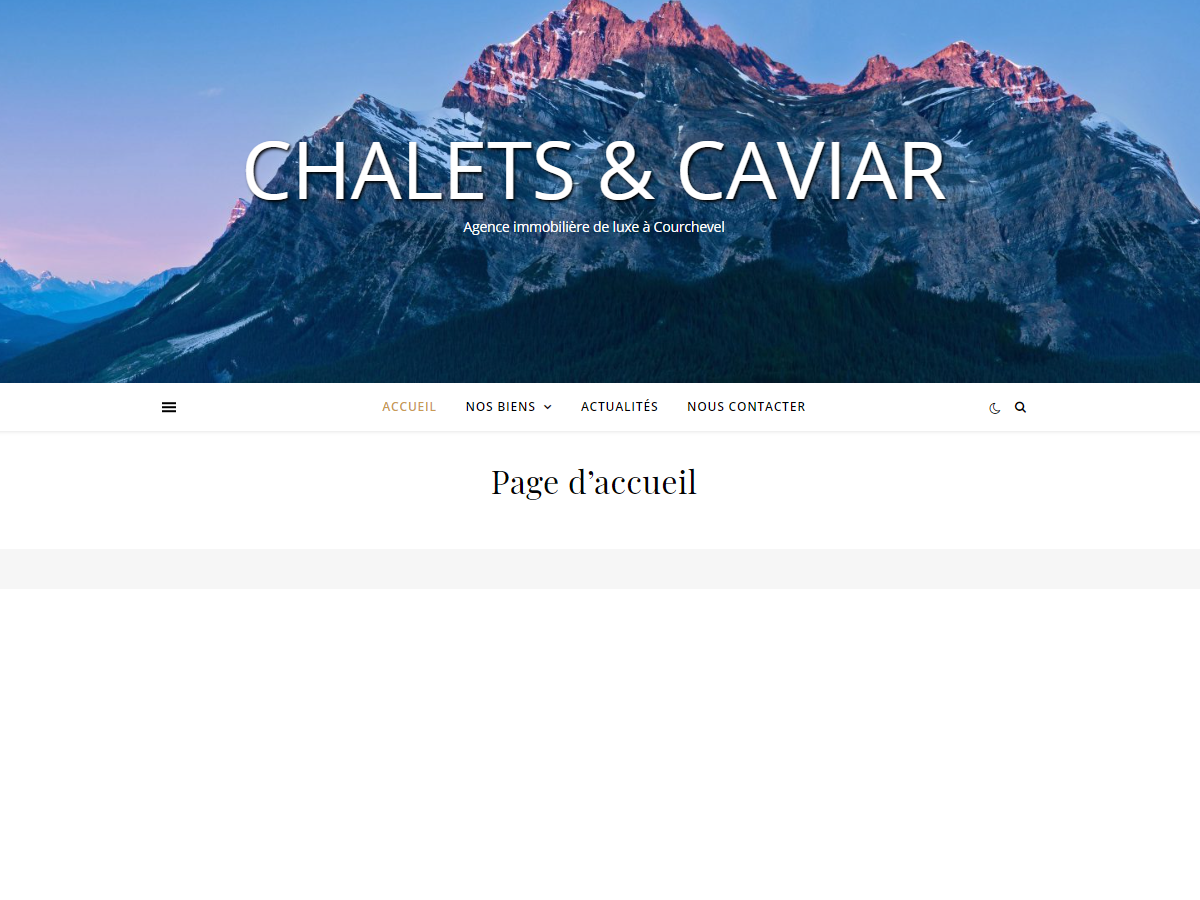 CHALETS & CAVIAR
Agence immobilière de luxe à Courchevel
ACCUEIL NOS BIENS ACTUALITÉS NOUS CONTACTER
Page d’accueil